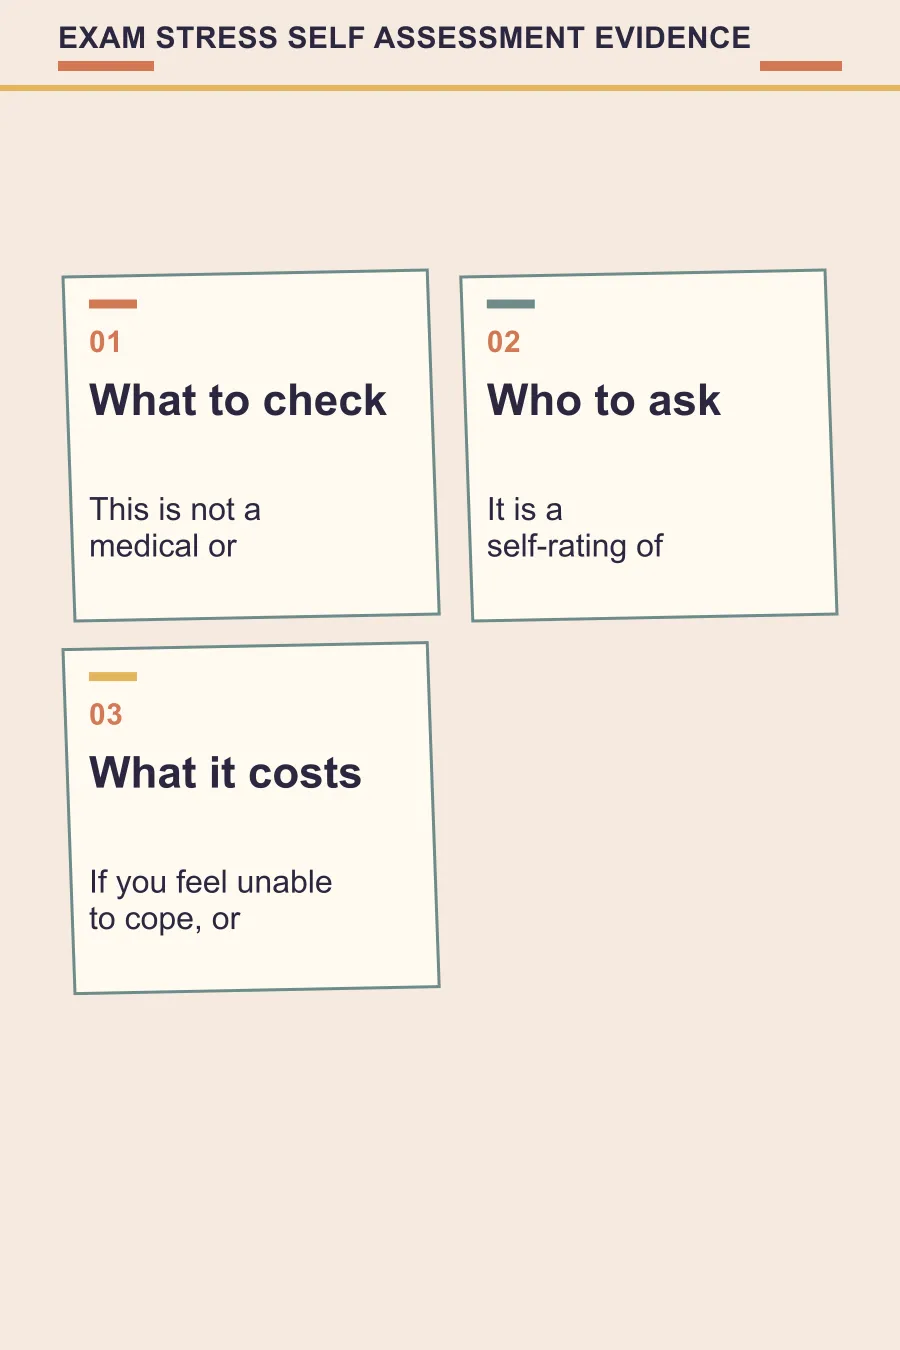 EXAM STRESS SELF ASSESSMENT EVIDENCE
01
What to check
This is not a
medical or
02
Who to ask
It is a
self-rating of
03
What it costs
If you feel unable
to cope, or